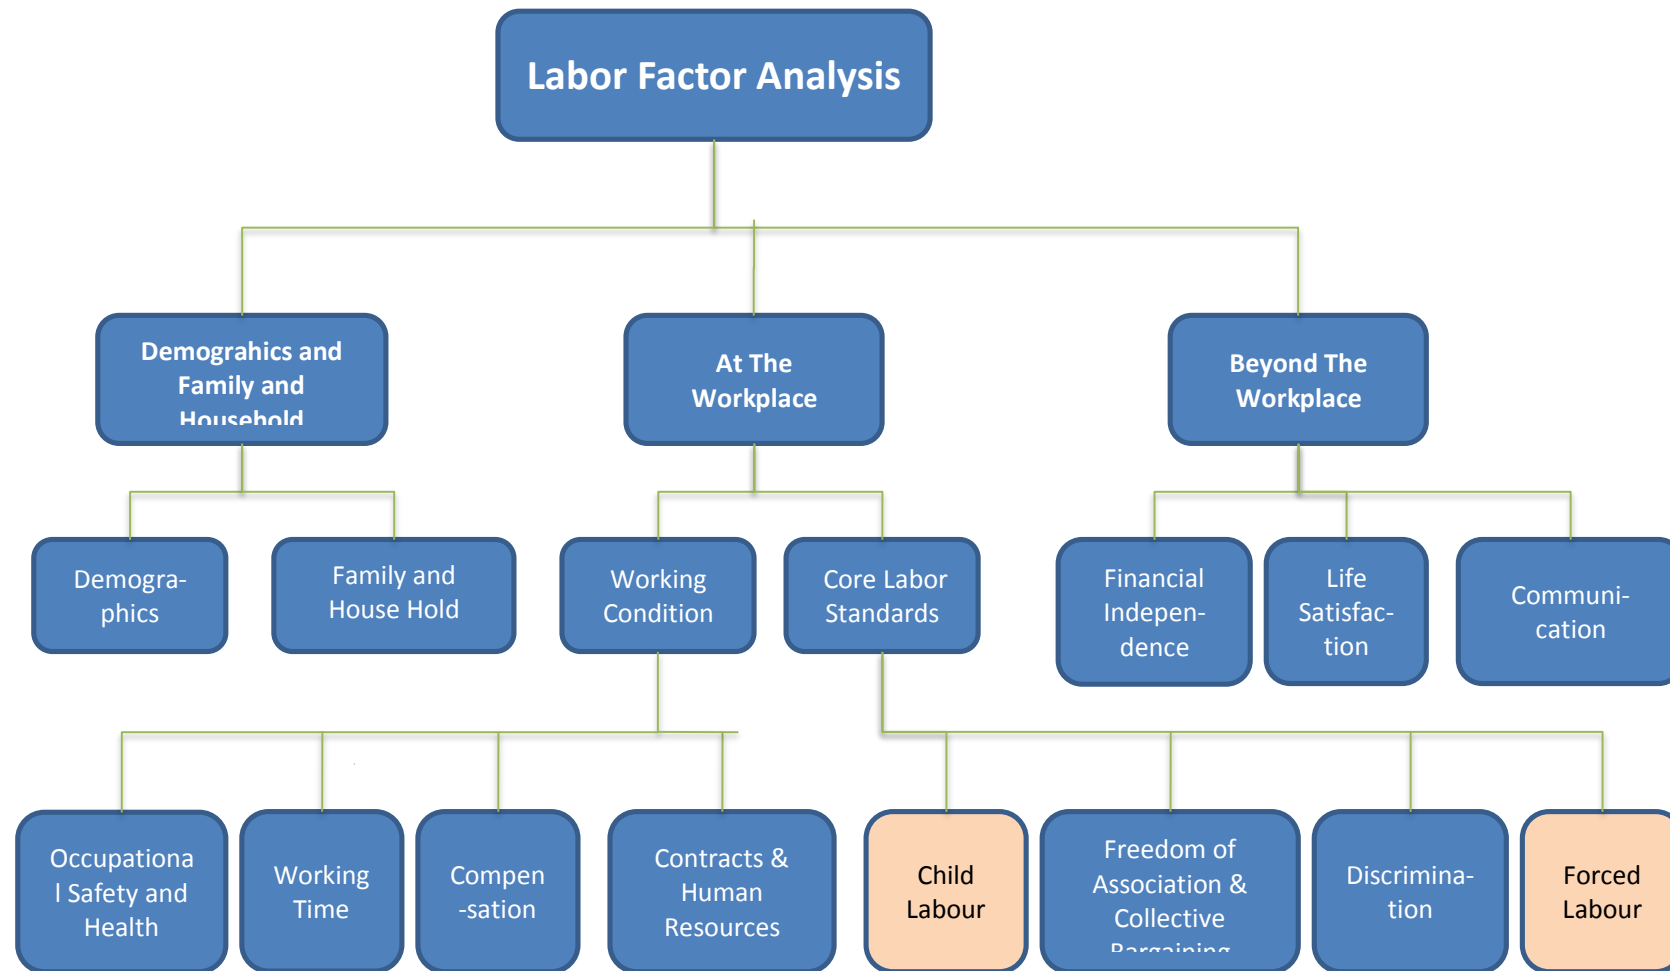 Labor Factor Analysis
Demograhics and
Family and
Household
At The
Workplace
Beyond The
Workplace
Demogra-
phics
Family and
House Hold
Working
Condition
Core Labor
Standards
Financial
Indepen-
dence
Life
Satisfac-
tion
Communi-
cation
Occupationa
l Safety and
Health
Working
Time
Compen
-sation
Contracts &
Human
Resources
Child
Labour
Freedom of
Association &
Collective
Bargaining
Discrimina-
tion
Forced
Labour